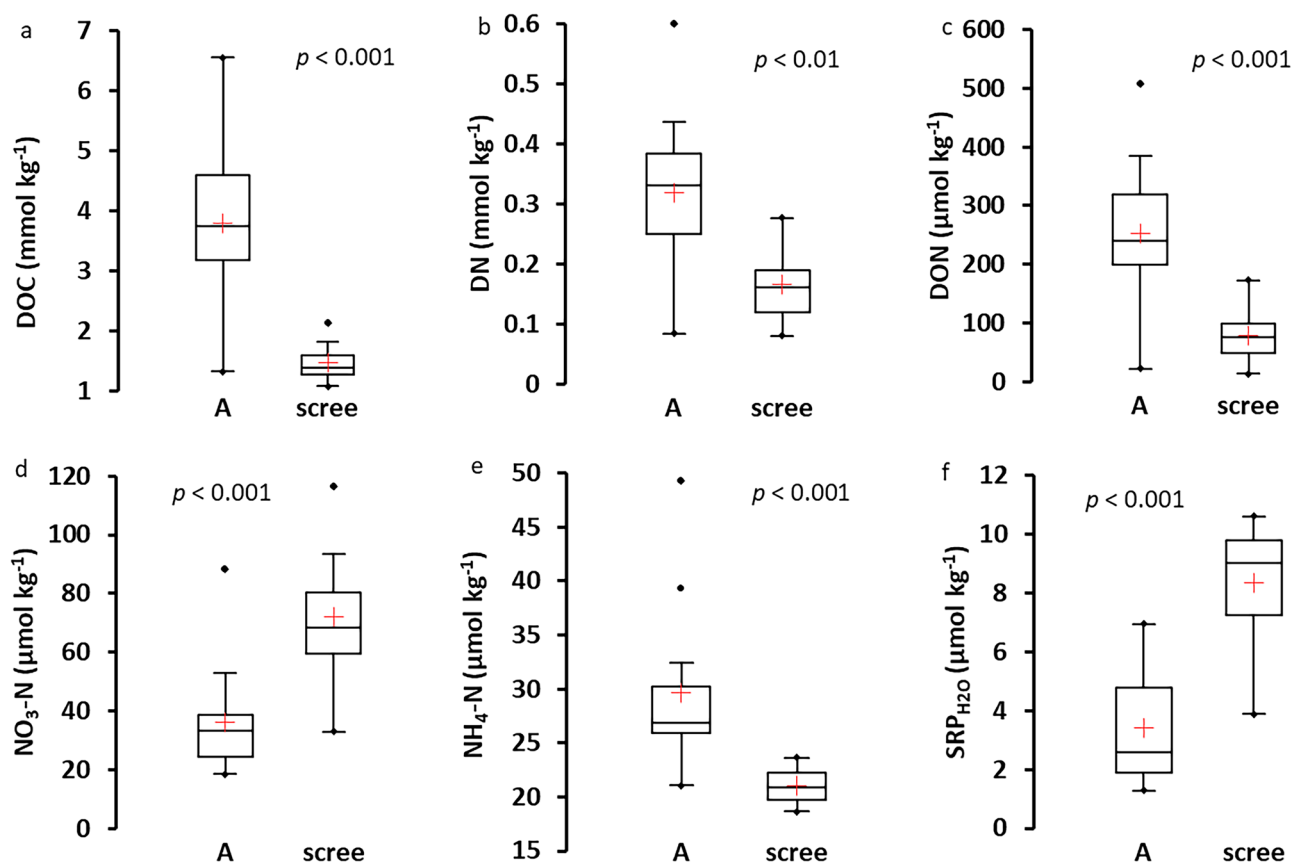 a
DOC (mmol kg⁻¹)
7
6
5
4
3
2
1
p < 0.001
A
scree
b
DN (mmol kg⁻¹)
0.6
0.5
0.4
0.3
0.2
0.1
0
p < 0.01
A
scree
c
DON (µmol kg⁻¹)
600
500
400
300
200
100
0
p < 0.001
A
scree
d
NO₃-N (µmol kg⁻¹)
120
100
80
60
40
20
0
p < 0.001
A
scree
e
NH₄-N (µmol kg⁻¹)
50
45
40
35
30
25
20
15
p < 0.001
A
scree
f
SRP_H2O (µmol kg⁻¹)
12
10
8
6
4
2
0
p < 0.001
A
scree